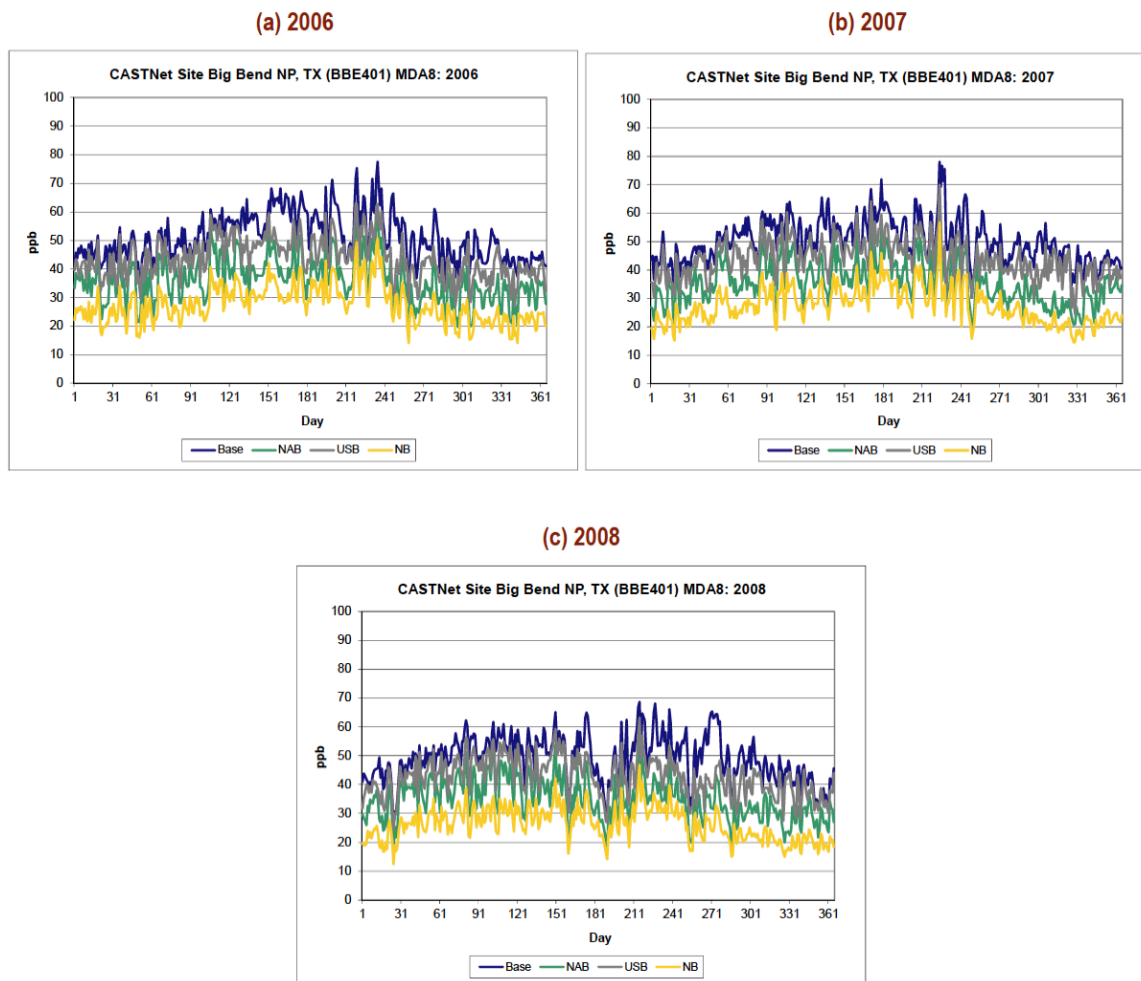 (a) 2006
(b) 2007
CASTNet Site Big Bend NP, TX (BBE401) MDA8: 2006
100
90
80
70
60
50
40
30
20
10
0
ppb
1 31 61 91 121 151 181 211 241 271 301 331 361
Day
Base NAB USB NB
CASTNet Site Big Bend NP, TX (BBE401) MDA8: 2007
100
90
80
70
60
50
40
30
20
10
0
ppb
1 31 61 91 121 151 181 211 241 271 301 331 361
Day
Base NAB USB NB
(c) 2008
CASTNet Site Big Bend NP, TX (BBE401) MDA8: 2008
100
90
80
70
60
50
40
30
20
10
0
ppb
1 31 61 91 121 151 181 211 241 271 301 331 361
Day
Base NAB USB NB